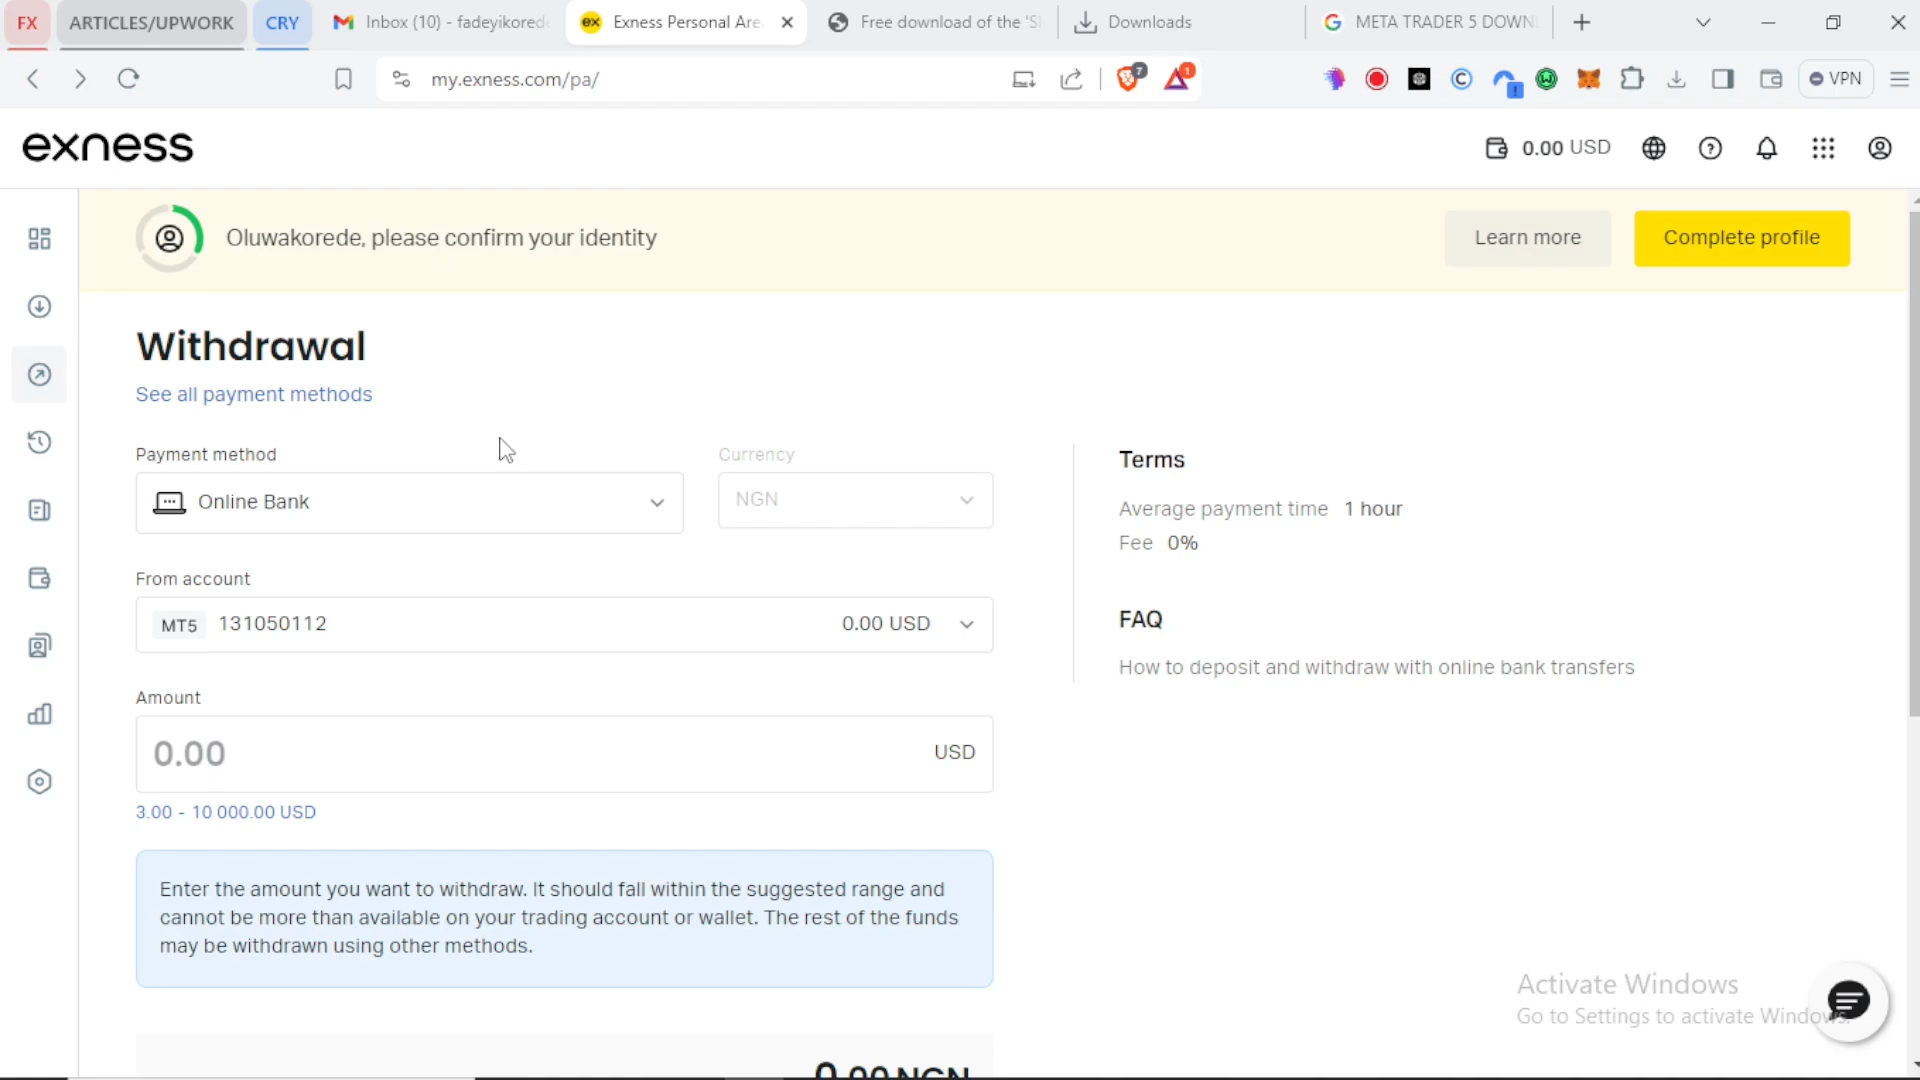 FX
ARTICLES/UPWORK
CRY
Inbox (10) - fadeyikorede
Exness Personal Are
Free download of the 'S
Downloads
META TRADER 5 DOWN
my.exness.com/pa/
7
1
VPN
exness
0.00 USD
Oluwakorede, please confirm your identity
Learn more
Complete profile
Withdrawal
See all payment methods
Payment method
Currency
Online Bank
NGN
From account
MT5 131050112 0.00 USD
Amount
0.00 USD
3.00 - 10 000.00 USD
Enter the amount you want to withdraw. It should fall within the suggested range and
cannot be more than available on your trading account or wallet. The rest of the funds
may be withdrawn using other methods.
0.00 NGN
Terms
Average payment time 1 hour
Fee 0%
FAQ
How to deposit and withdraw with online bank transfers
Activate Windows
Go to Settings to activate Windows.